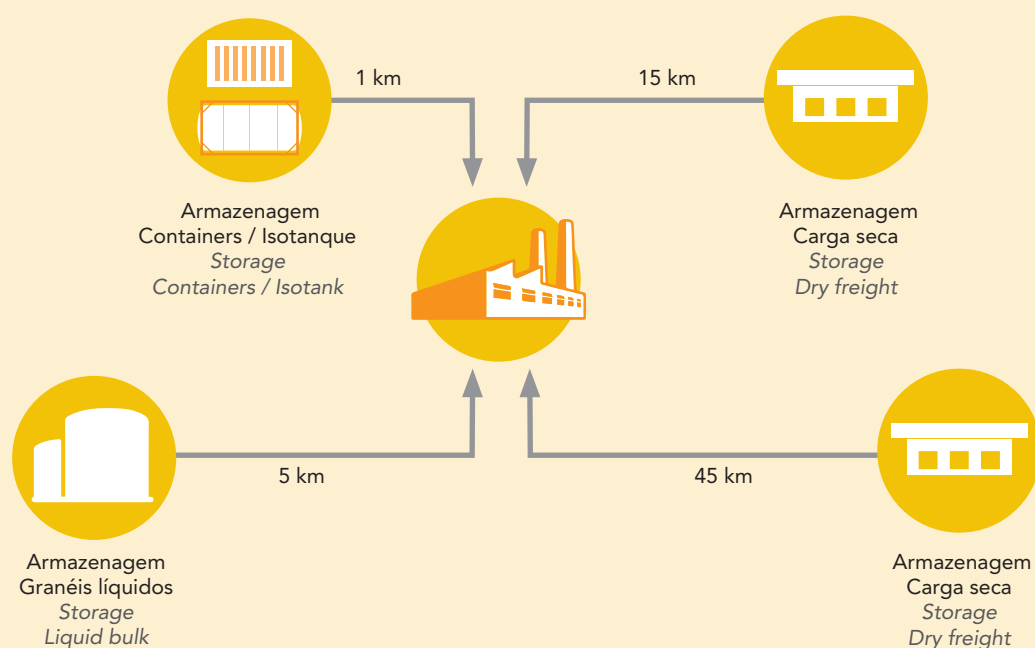 1 km
15 km
Armazenagem
Containers / Isotanque
Storage
Containers / Isotank
Armazenagem
Carga seca
Storage
Dry freight
5 km
45 km
Armazenagem
Granéis líquidos
Storage
Liquid bulk
Armazenagem
Carga seca
Storage
Dry freight